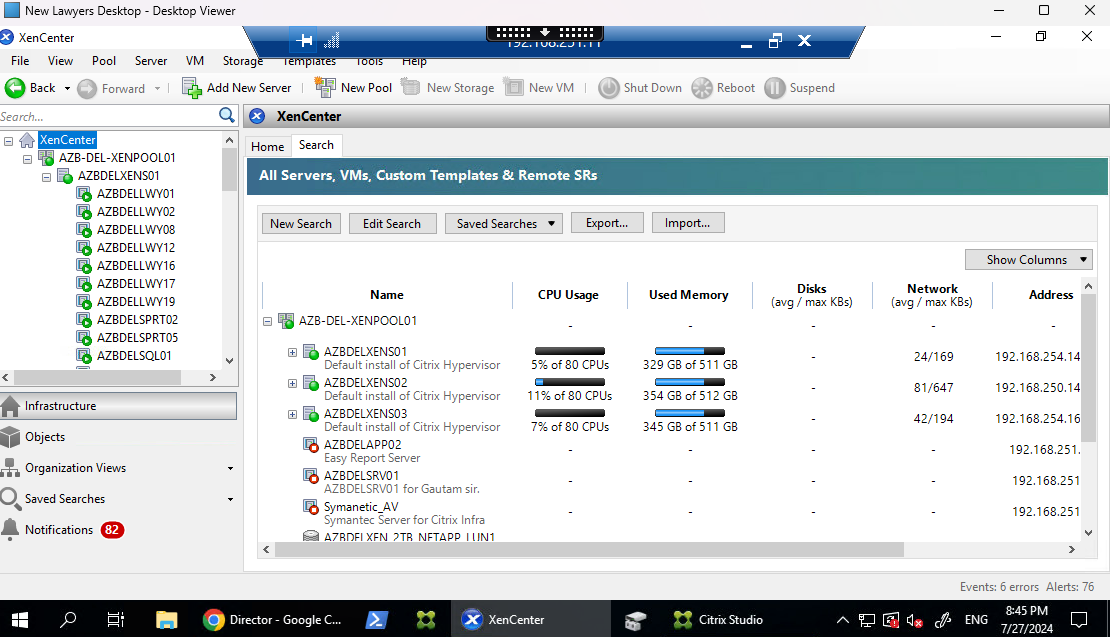 New Lawyers Desktop - Desktop Viewer
XenCenter
192.168.251.11
File View Pool Server VM Storage Templates Tools Help
Back Forward Add New Server New Pool New Storage New VM Shut Down Reboot Suspend
Search...
XenCenter
XenCenter
AZB-DEL-XENPOOL01
AZBDELXENS01
AZBDELLWY01
AZBDELLWY02
AZBDELLWY08
AZBDELLWY12
AZBDELLWY16
AZBDELLWY17
AZBDELLWY19
AZBDELSPRT02
AZBDELSPRT05
AZBDELSQL01
Infrastructure
Objects
Organization Views
Saved Searches
Notifications 82
Home Search
All Servers, VMs, Custom Templates & Remote SRs
New Search Edit Search Saved Searches Export... Import...
Show Columns
Name CPU Usage Used Memory Disks Network Address
(avg / max KBs) (avg / max KBs)
AZB-DEL-XENPOOL01 - - - - -
AZBDELXENS01 - 24/169 192.168.254.14
Default install of Citrix Hypervisor 5% of 80 CPUs 329 GB of 511 GB
AZBDELXENS02 - 81/647 192.168.250.14
Default install of Citrix Hypervisor 11% of 80 CPUs 354 GB of 512 GB
AZBDELXENS03 - 42/194 192.168.254.16
Default install of Citrix Hypervisor 7% of 80 CPUs 345 GB of 511 GB
AZBDELAPP02 - - - - 192.168.251.
Easy Report Server
AZBDELSRV01 - - - - 192.168.251
AZBDELSRV01 for Gautam sir.
Symanetic_AV - - - - 192.168.251
Symantec Server for Citrix Infra
AZBDELXEN_2TB_NETAPP_LUN1
Events: 6 errors Alerts: 76
Director - Google C... XenCenter Citrix Studio ENG 8:45 PM
7/27/2024